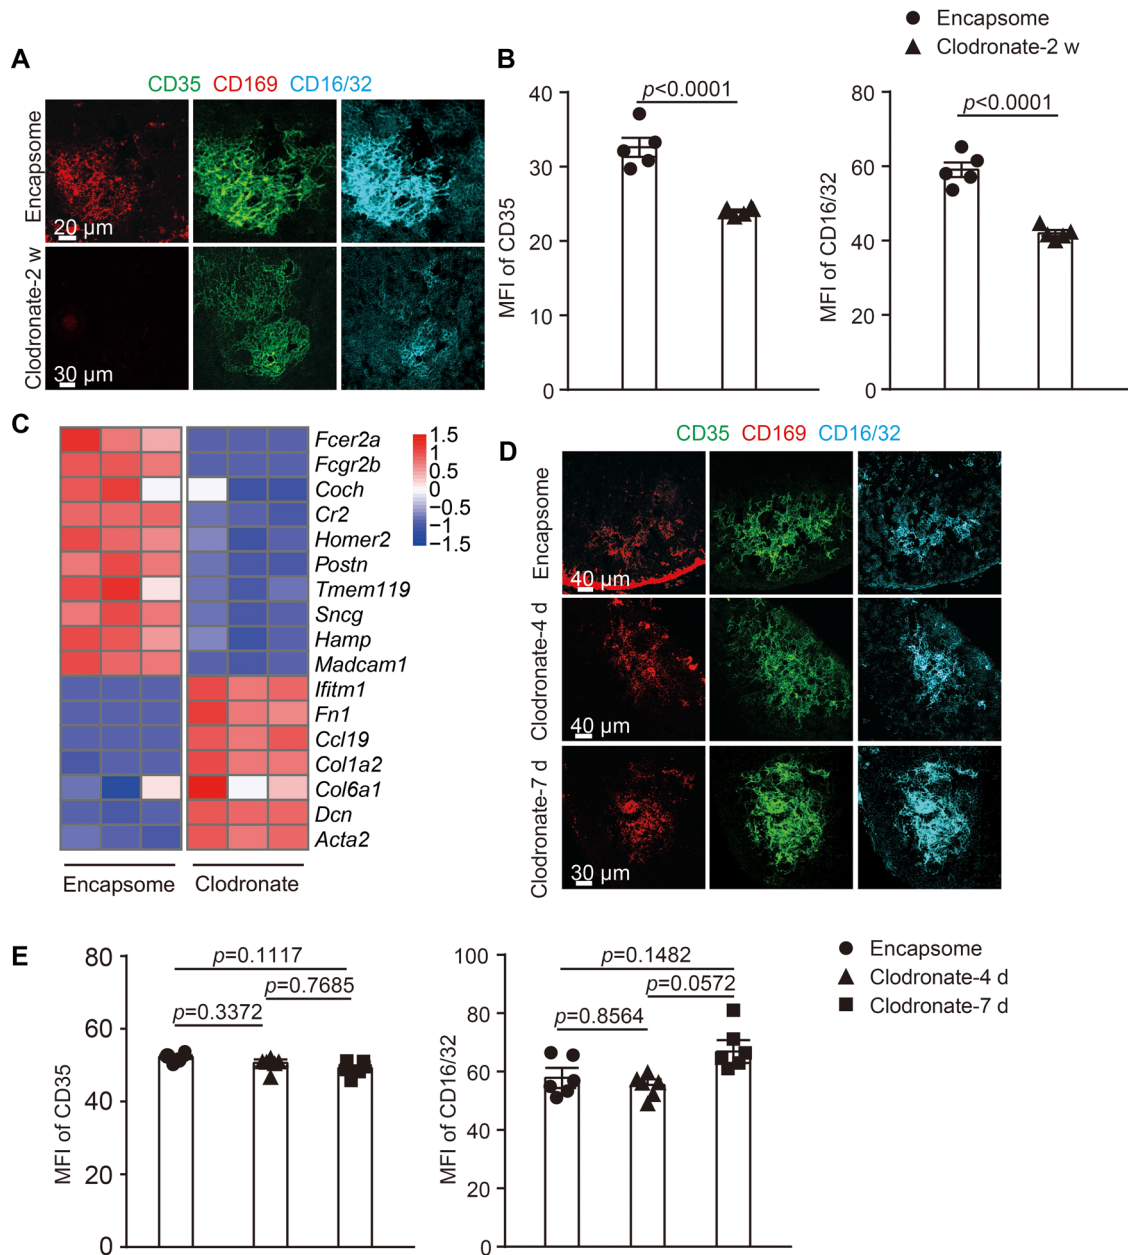 Encapsome
Clodronate-2 w
A
CD35 CD169 CD16/32
Encapsome
20 µm
Clodronate-2 w
30 µm
B
MFI of CD35
40
30
20
10
0
p<0.0001
MFI of CD16/32
80
60
40
20
0
p<0.0001
C
Fcer2a
Fcgr2b
Coch
Cr2
Homer2
Postn
Tmem119
Sncg
Hamp
Madcam1
Ifitm1
Fn1
Ccl19
Col1a2
Col6a1
Dcn
Acta2
1.5
1
0.5
0
−0.5
−1
−1.5
Encapsome
Clodronate
D
CD35 CD169 CD16/32
Encapsome
40 µm
Clodronate-4 d
40 µm
Clodronate-7 d
30 µm
E
MFI of CD35
80
60
40
20
0
p=0.1117
p=0.7685
p=0.3372
MFI of CD16/32
100
80
60
40
20
0
p=0.1482
p=0.0572
p=0.8564
Encapsome
Clodronate-4 d
Clodronate-7 d